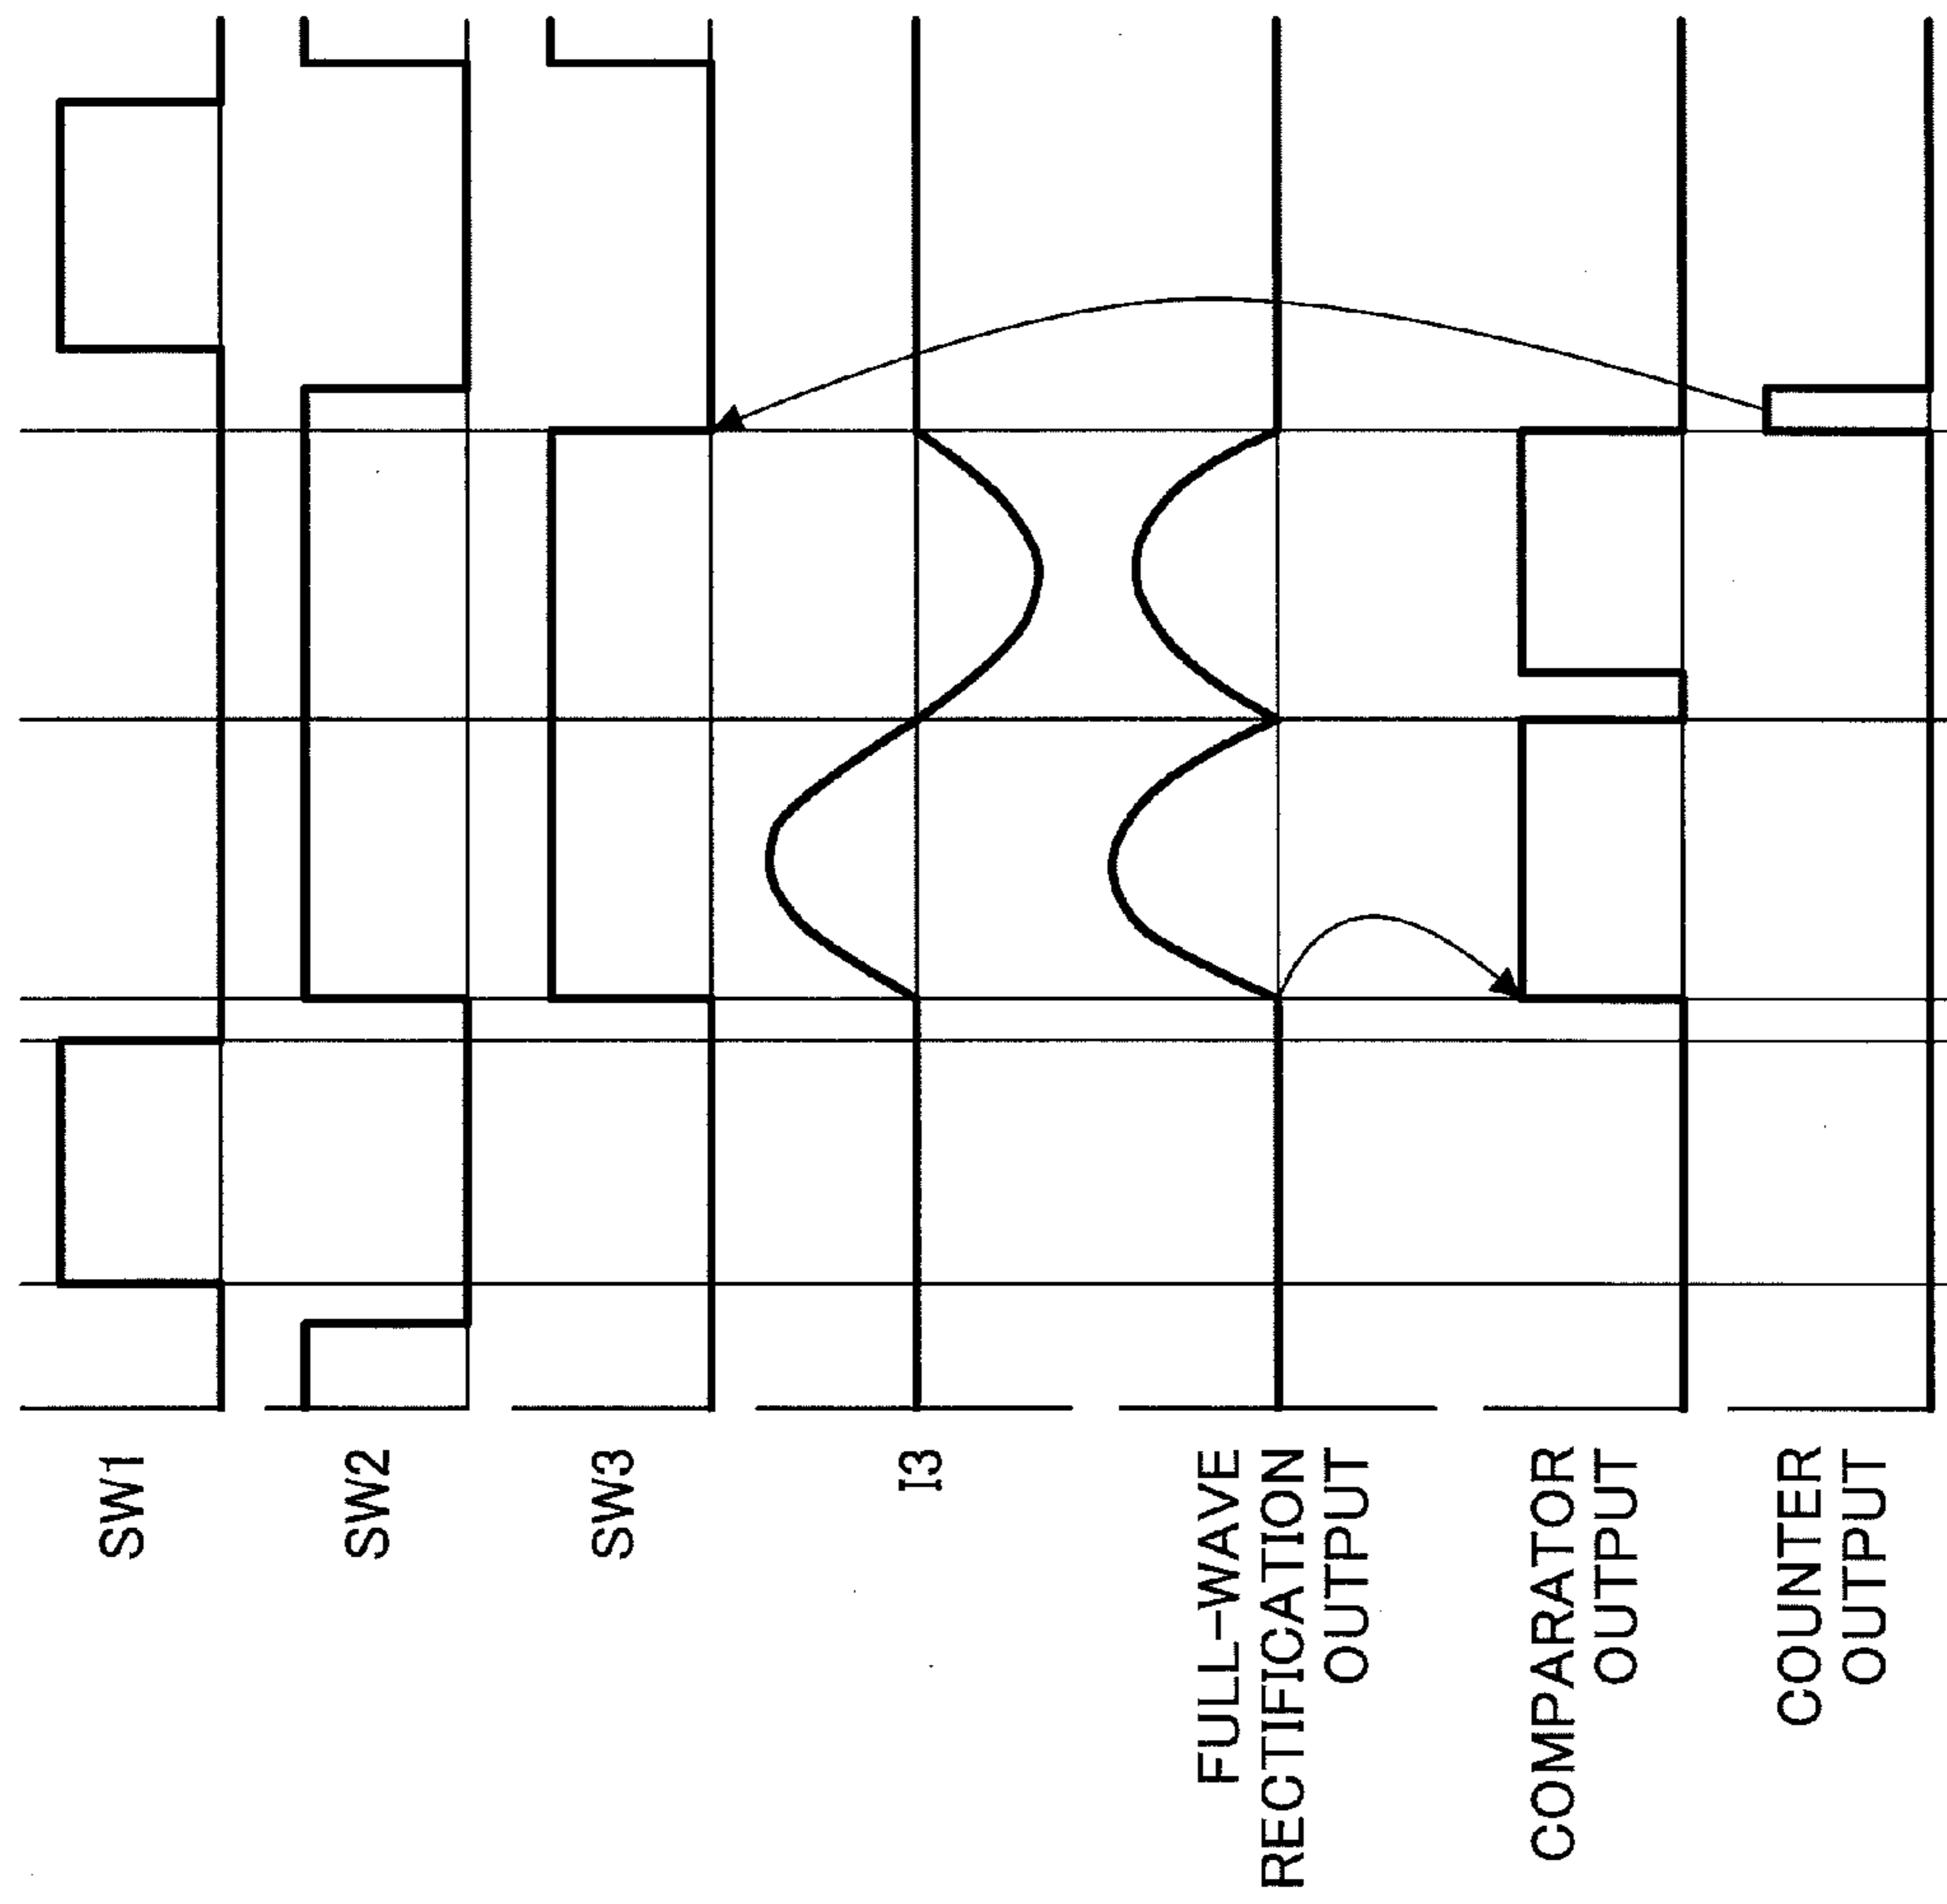 SW1
SW2
SW3
I3
FULL-WAVE
RECTIFICATION
OUTPUT
COMPARATOR
OUTPUT
COUNTER
OUTPUT